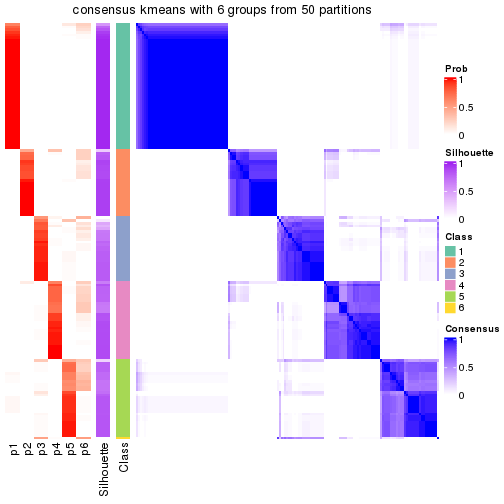 consensus kmeans with 6 groups from 50 partitions
Prob
1
0.5
0
Silhouette
1
0.5
0
Class
1
2
3
4
5
6
Consensus
1
0.5
0
p1
p2
p3
p4
p5
p6
Silhouette
Class